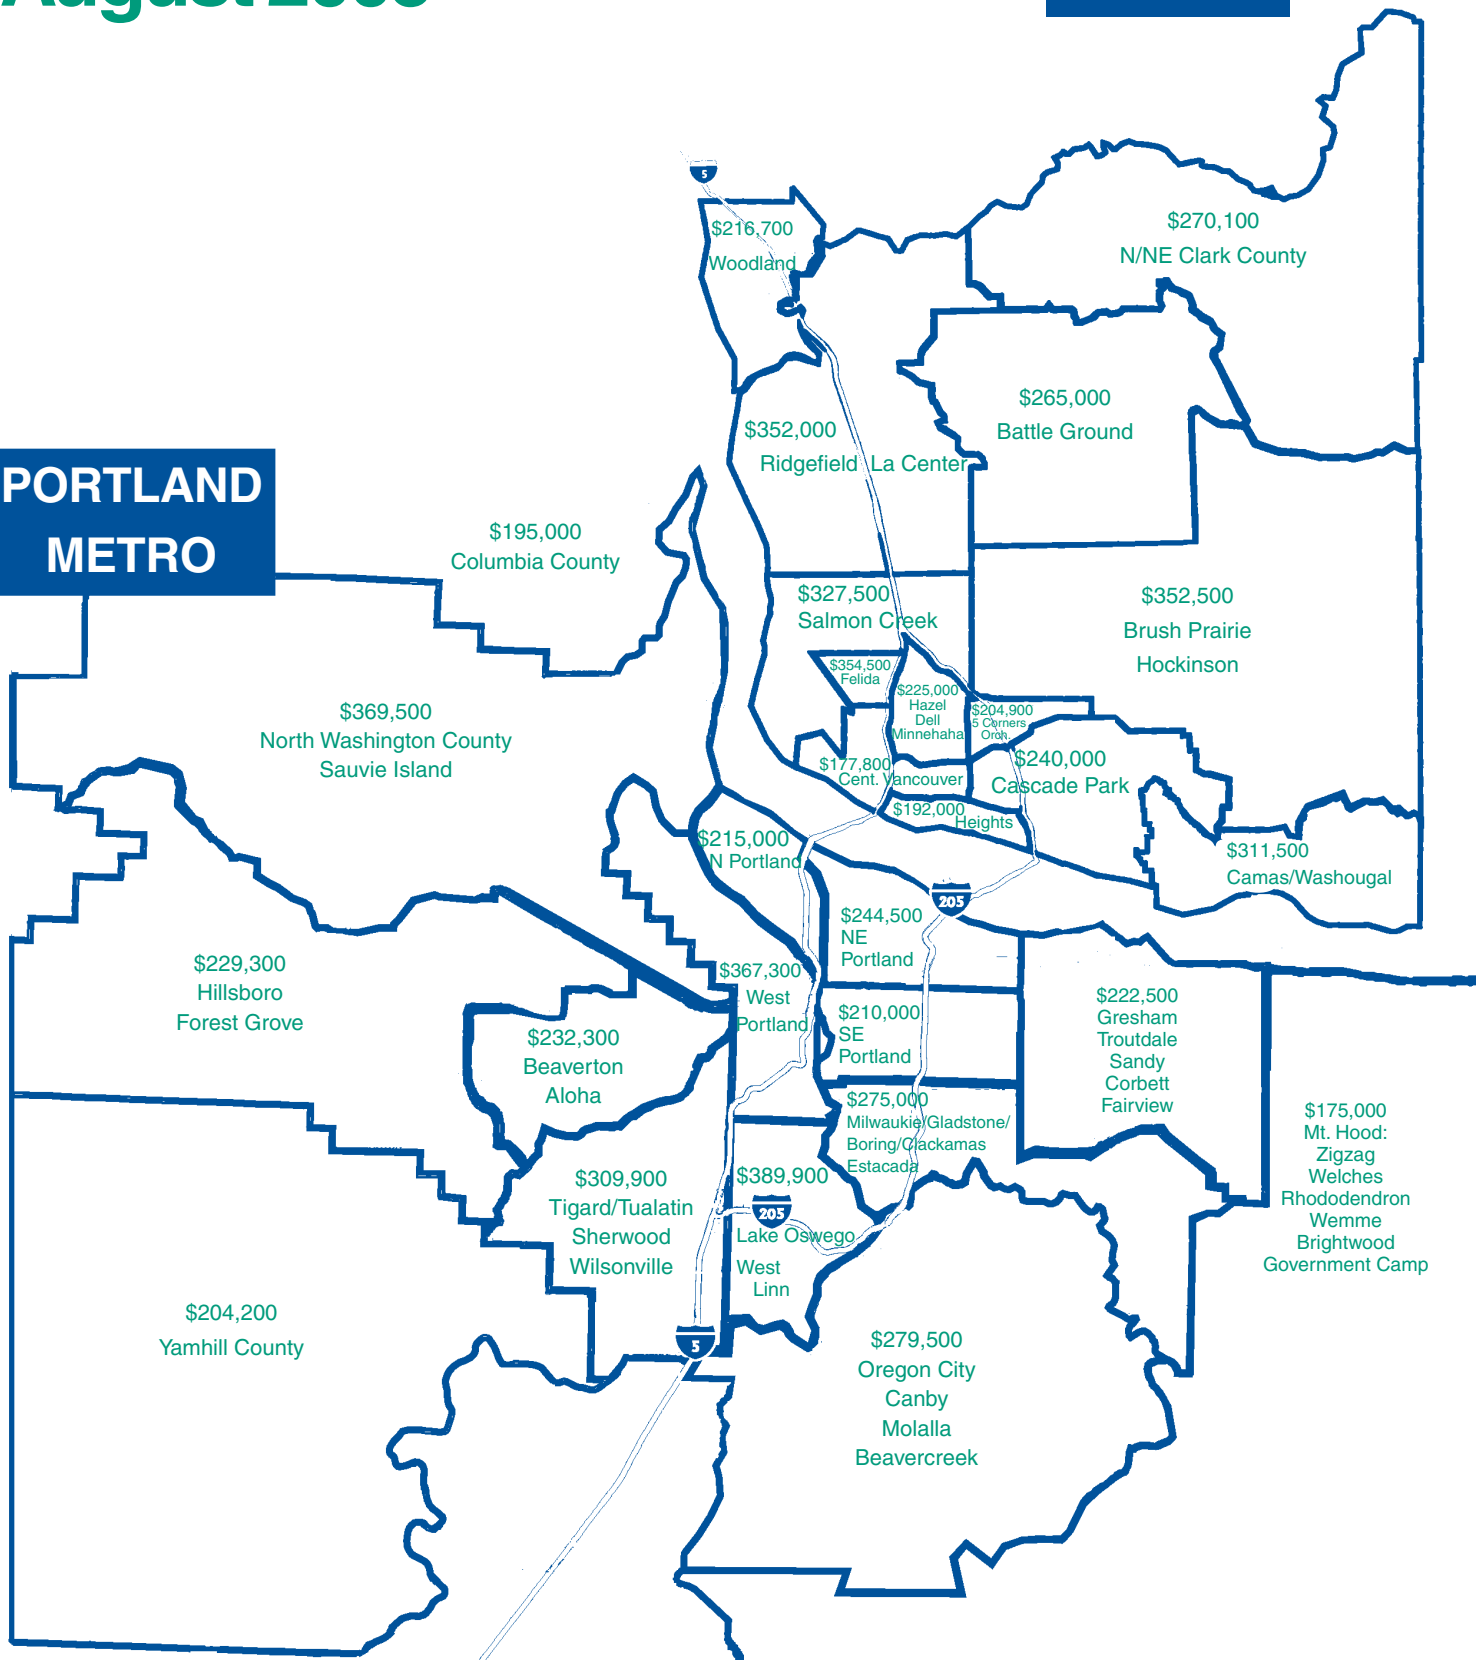 August
5
$216,700
Woodland
$270,100
N/NE Clark County
$265,000
Battle Ground
$352,000
Ridgefield La Center
PORTLAND
METRO
$195,000
Columbia County
$327,500
Salmon Creek
$352,500
Brush Prairie
Hockinson
$354,500
Felida
$225,000
Hazel
Dell
Minnehaha
$204,900
5 Corners
Orch.
$369,500
North Washington County
Sauvie Island
$177,800
Cent. Vancouver
$240,000
Cascade Park
$192,000
Heights
$215,000
N Portland
$311,500
Camas/Washougal
205
$244,500
NE
Portland
$229,300
Hillsboro
Forest Grove
$367,300
West
Portland
$210,000
SE
Portland
$222,500
Gresham
Troutdale
Sandy
Corbett
Fairview
$232,300
Beaverton
Aloha
$275,000
Milwaukie/Gladstone/
Boring/Clackamas
Estacada
$175,000
Mt. Hood:
Zigzag
Welches
Rhododendron
Wemme
Brightwood
Government Camp
$309,900
Tigard/Tualatin
Sherwood
Wilsonville
$389,900
205
Lake Oswego
West
Linn
$204,200
Yamhill County
5
$279,500
Oregon City
Canby
Molalla
Beavercreek